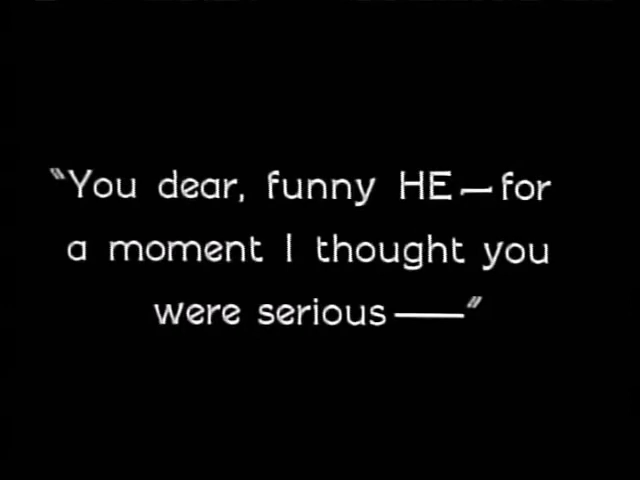 "You dear, funny HE—for
a moment I thought you
were serious——"